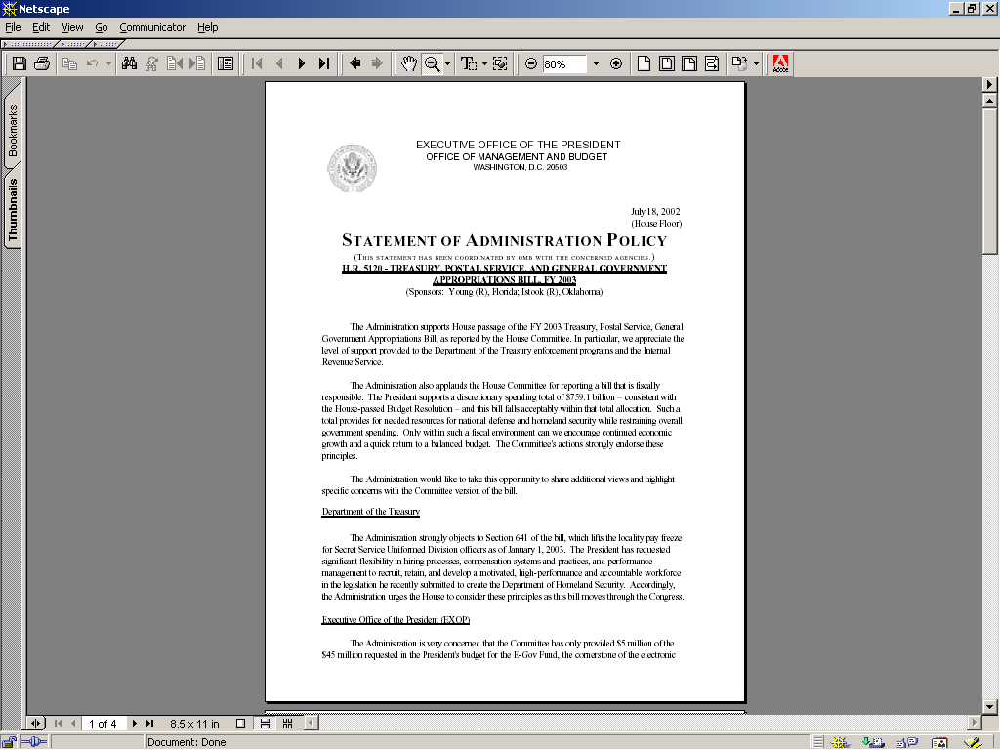 Netscape
File Edit View Go Communicator Help
80%
Adobe
Bookmarks
Thumbnails
EXECUTIVE OFFICE OF THE PRESIDENT
OFFICE OF MANAGEMENT AND BUDGET
WASHINGTON, D.C. 20503
July 18, 2002
(House Floor)
STATEMENT OF ADMINISTRATION POLICY
(THIS STATEMENT HAS BEEN COORDINATED BY OMB WITH THE CONCERNED AGENCIES.)
H.R. 5120 - TREASURY, POSTAL SERVICE, AND GENERAL GOVERNMENT
APPROPRIATIONS BILL, FY 2003
(Sponsors: Young (R), Florida; Istook (R), Oklahoma)
The Administration supports House passage of the FY 2003 Treasury, Postal Service, General
Government Appropriations Bill, as reported by the House Committee. In particular, we appreciate the
level of support provided to the Department of the Treasury enforcement programs and the Internal
Revenue Service.
The Administration also applauds the House Committee for reporting a bill that is fiscally
responsible. The President supports a discretionary spending total of $759.1 billion – consistent with
the House-passed Budget Resolution – and this bill falls acceptably within that total allocation. Such a
total provides for needed resources for national defense and homeland security while restraining overall
government spending. Only within such a fiscal environment can we encourage continued economic
growth and a quick return to a balanced budget. The Committee's actions strongly endorse these
principles.
The Administration would like to take this opportunity to share additional views and highlight
specific concerns with the Committee version of the bill.
Department of the Treasury
The Administration strongly objects to Section 641 of the bill, which lifts the locality pay freeze
for Secret Service Uniformed Division officers as of January 1, 2003. The President has requested
significant flexibility in hiring processes, compensation systems and practices, and performance
management to recruit, retain, and develop a motivated, high-performance and accountable workforce
in the legislation he recently submitted to create the Department of Homeland Security. Accordingly,
the Administration urges the House to consider these principles as this bill moves through the Congress.
Executive Office of the President (EXOP)
The Administration is very concerned that the Committee has only provided $5 million of the
$45 million requested in the President's budget for the E-Gov Fund, the cornerstone of the electronic
1 of 4
8.5 x 11 in
Document: Done